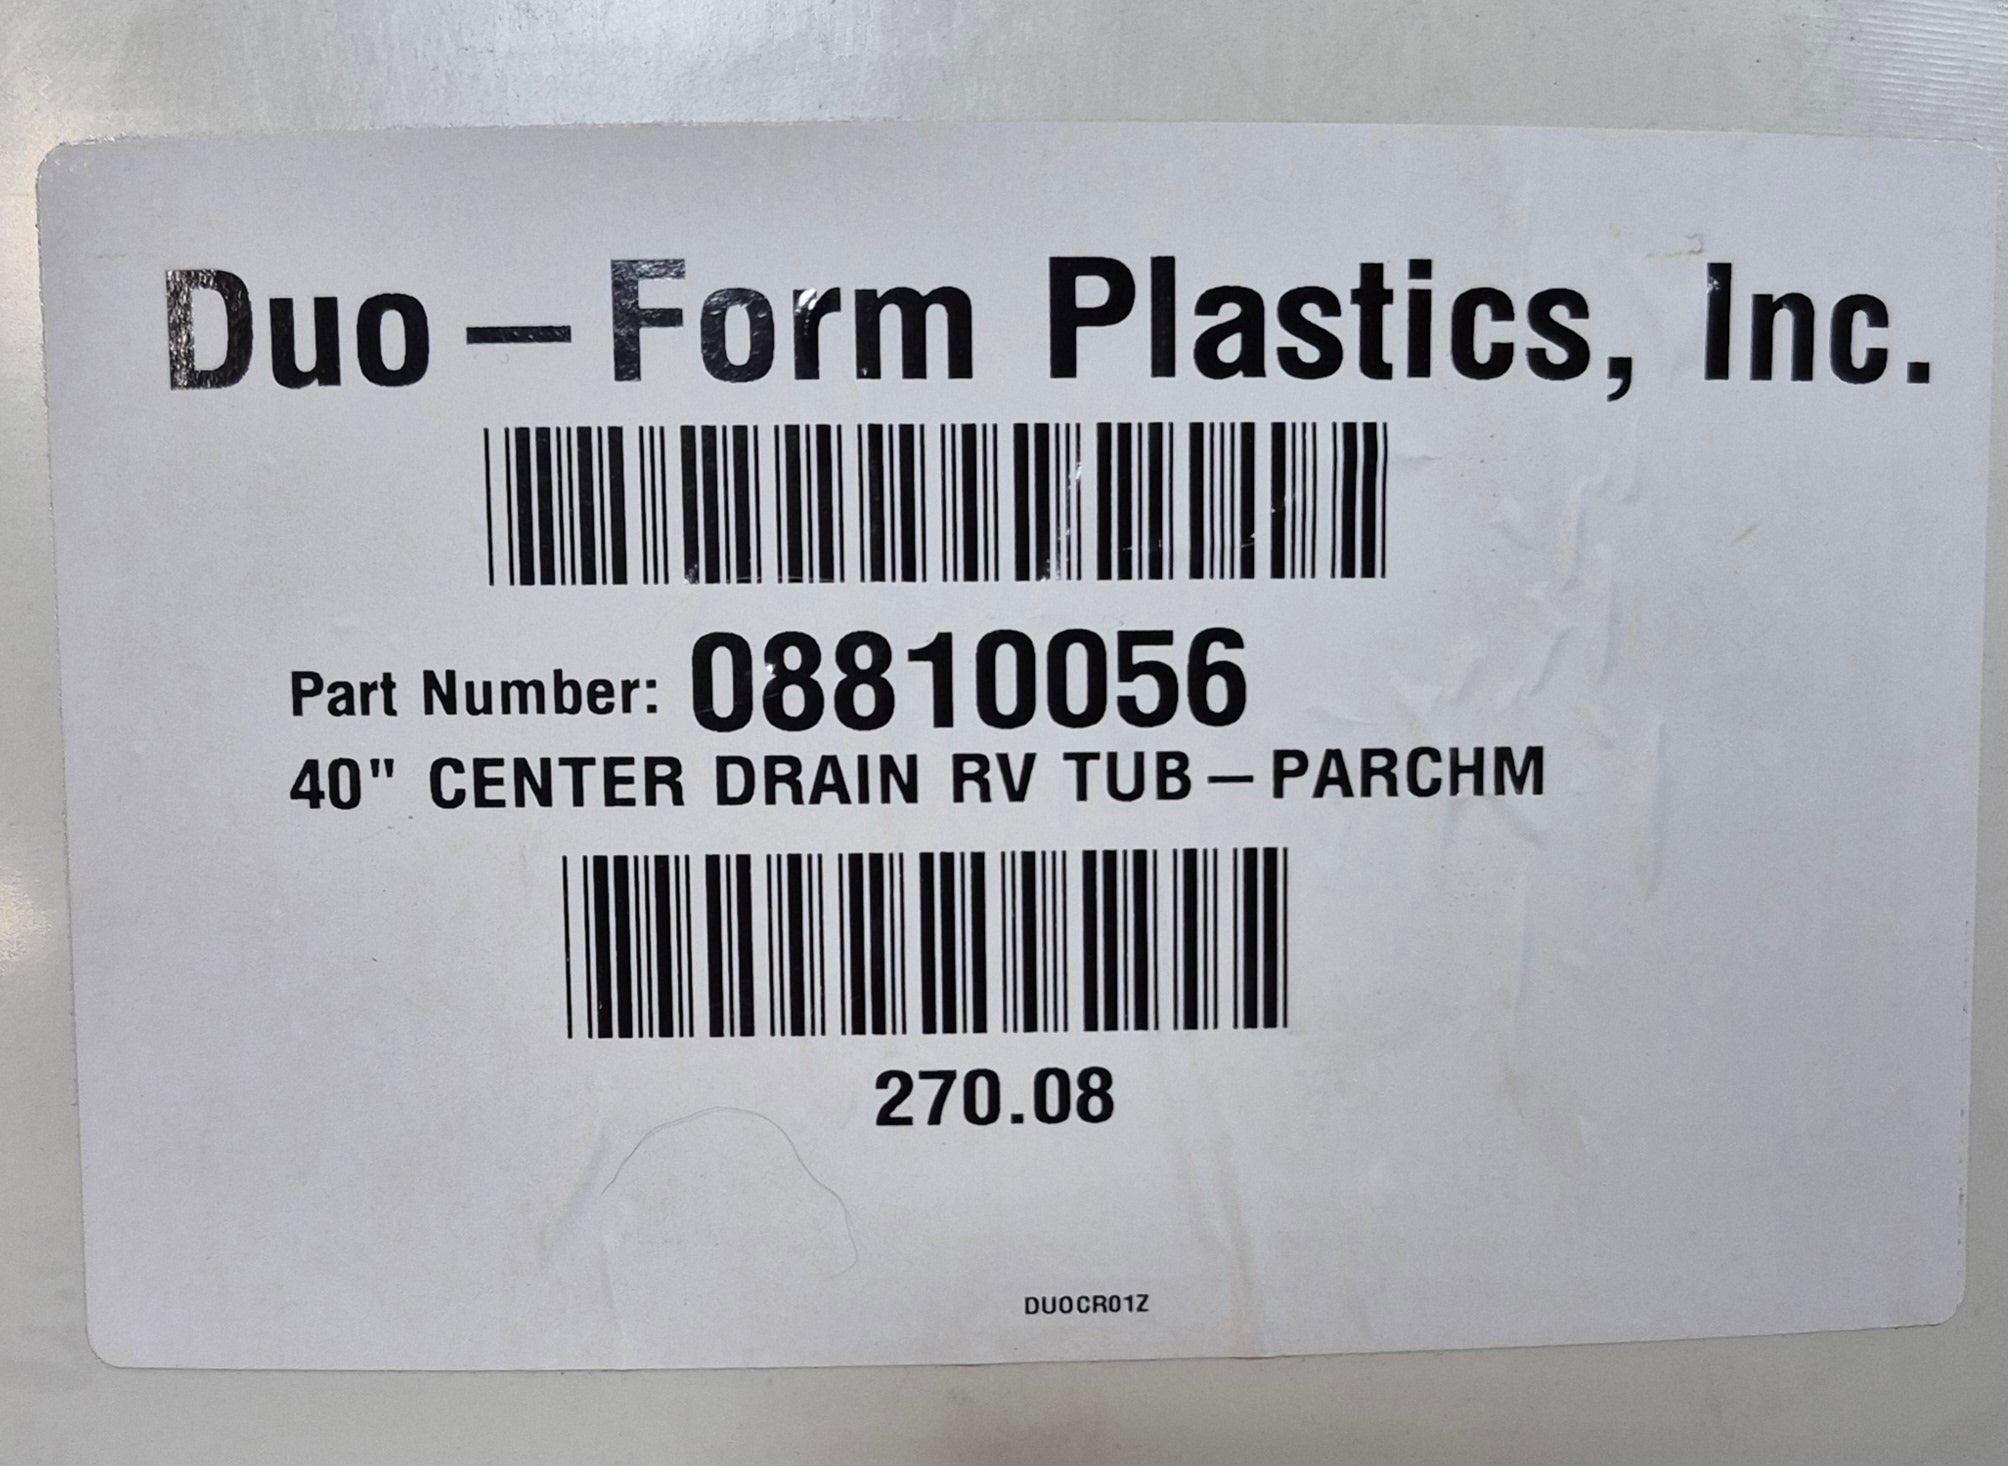 Duo – Form Plastics, Inc.
Part Number: 08810056
40" CENTER DRAIN RV TUB – PARCHM
270.08
DUOCR01Z